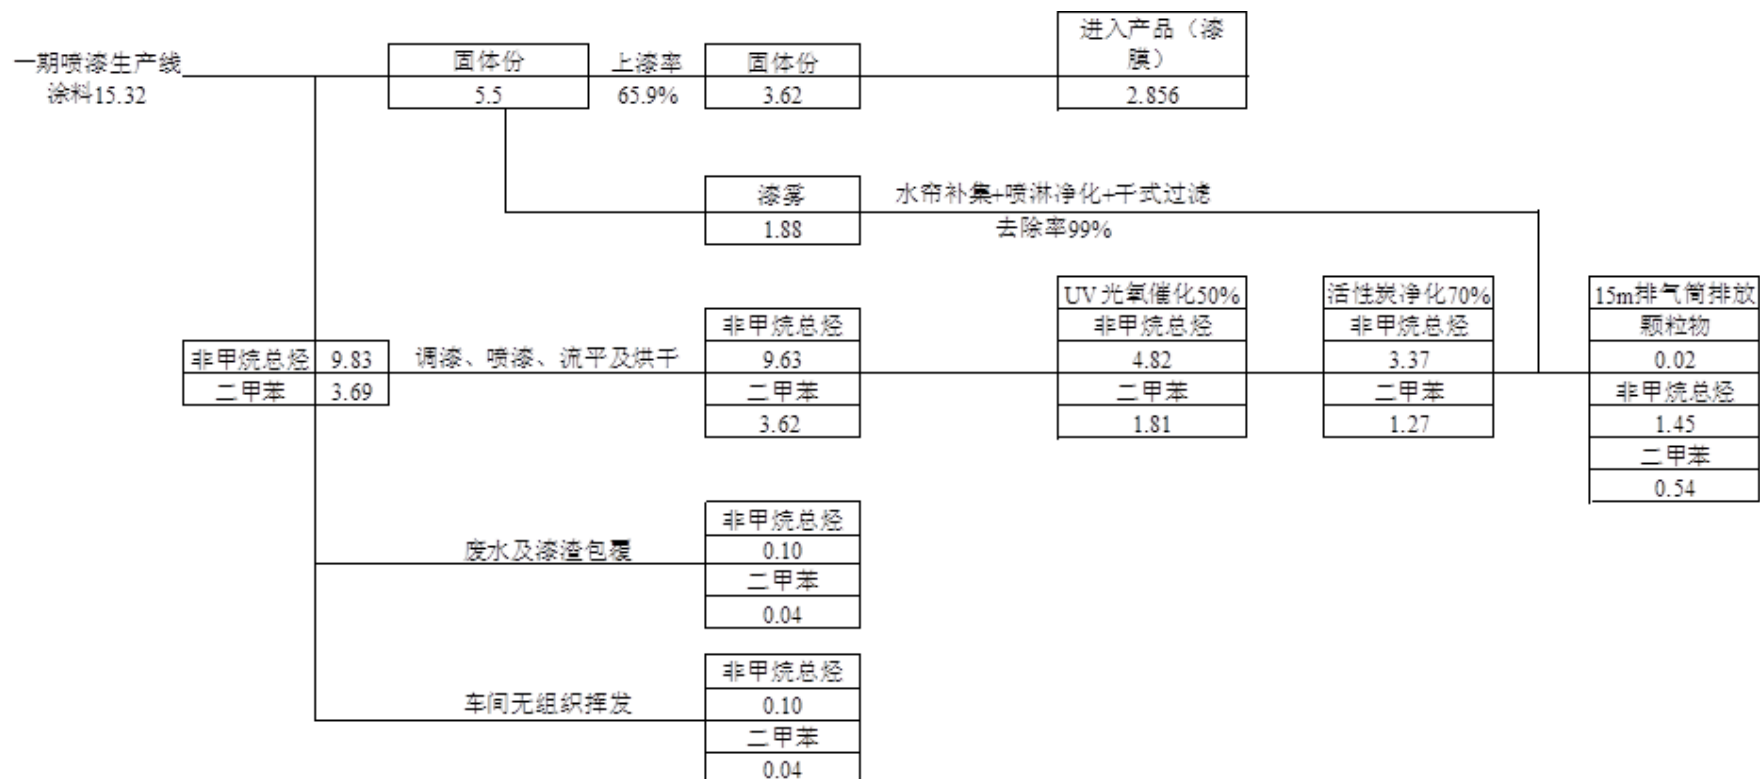 一期喷漆生产线
涂料15.32
固体份
5.5
上漆率
65.9%
固体份
3.62
进入产品（漆
膜）
2.856
漆雾
1.88
水帘补集+喷淋净化+干式过滤
去除率99%
非甲烷总烃 9.83
二甲苯 3.69
调漆、喷漆、流平及烘干
非甲烷总烃
9.63
二甲苯
3.62
UV光氧催化50%
非甲烷总烃
4.82
二甲苯
1.81
活性炭净化70%
非甲烷总烃
3.37
二甲苯
1.27
15m排气筒排放
颗粒物
0.02
非甲烷总烃
1.45
二甲苯
0.54
废水及漆渣包覆
非甲烷总烃
0.10
二甲苯
0.04
车间无组织挥发
非甲烷总烃
0.10
二甲苯
0.04